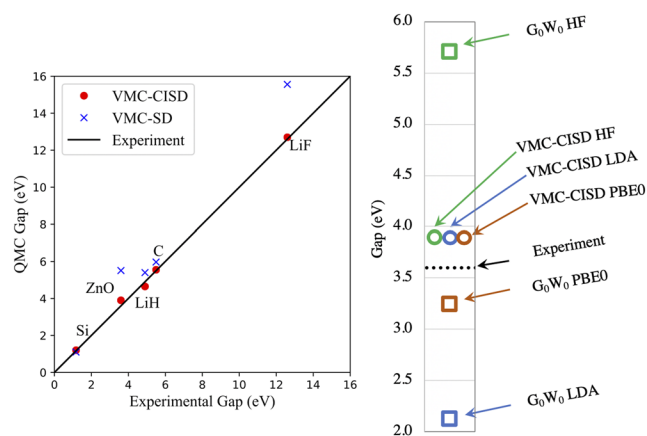 16
14
12
10
8
6
4
2
0
QMC Gap (eV)
VMC-CISD
VMC-SD
Experiment
LiF
C
ZnO
LiH
Si
0 2 4 6 8 10 12 14 16
Experimental Gap (eV)
6.0
5.5
5.0
4.5
4.0
3.5
3.0
2.5
2.0
Gap (eV)
G₀W₀ HF
VMC-CISD HF
VMC-CISD LDA
VMC-CISD PBE0
Experiment
G₀W₀ PBE0
G₀W₀ LDA